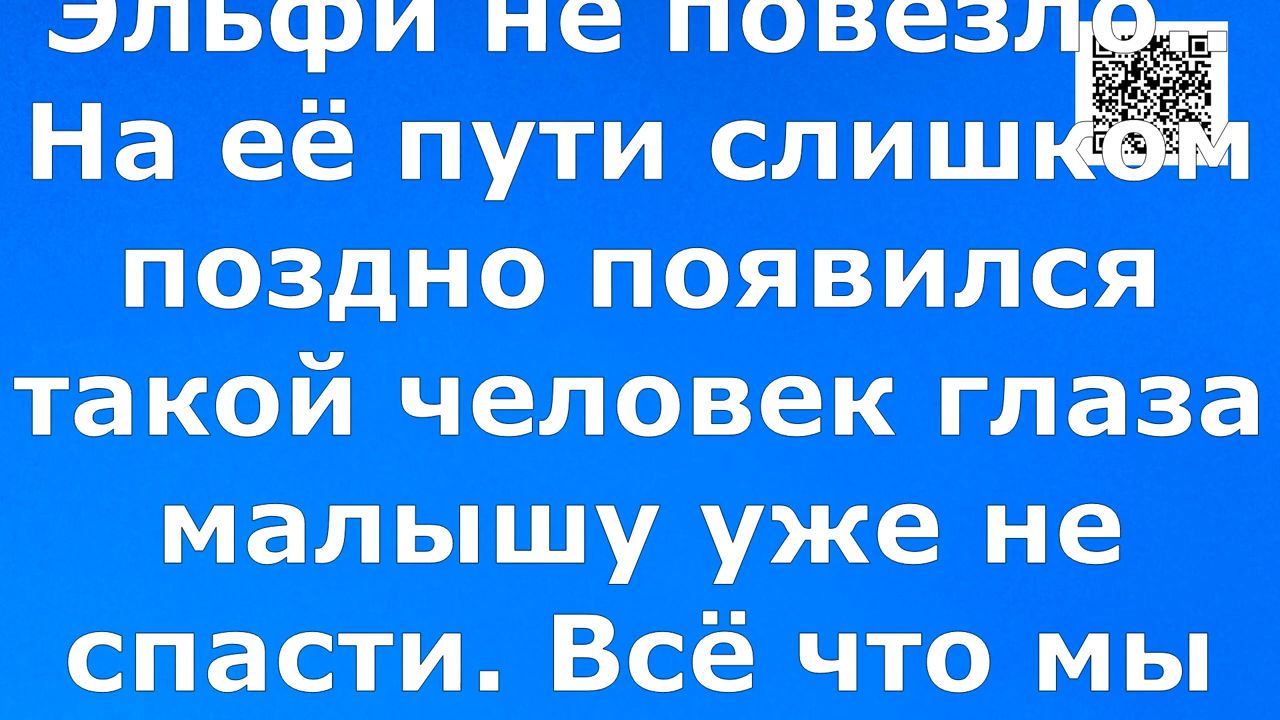 Эльфи не повезло...
На её пути слишком
поздно появился
такой человек глаза
малышу уже не
спасти. Всё что мы